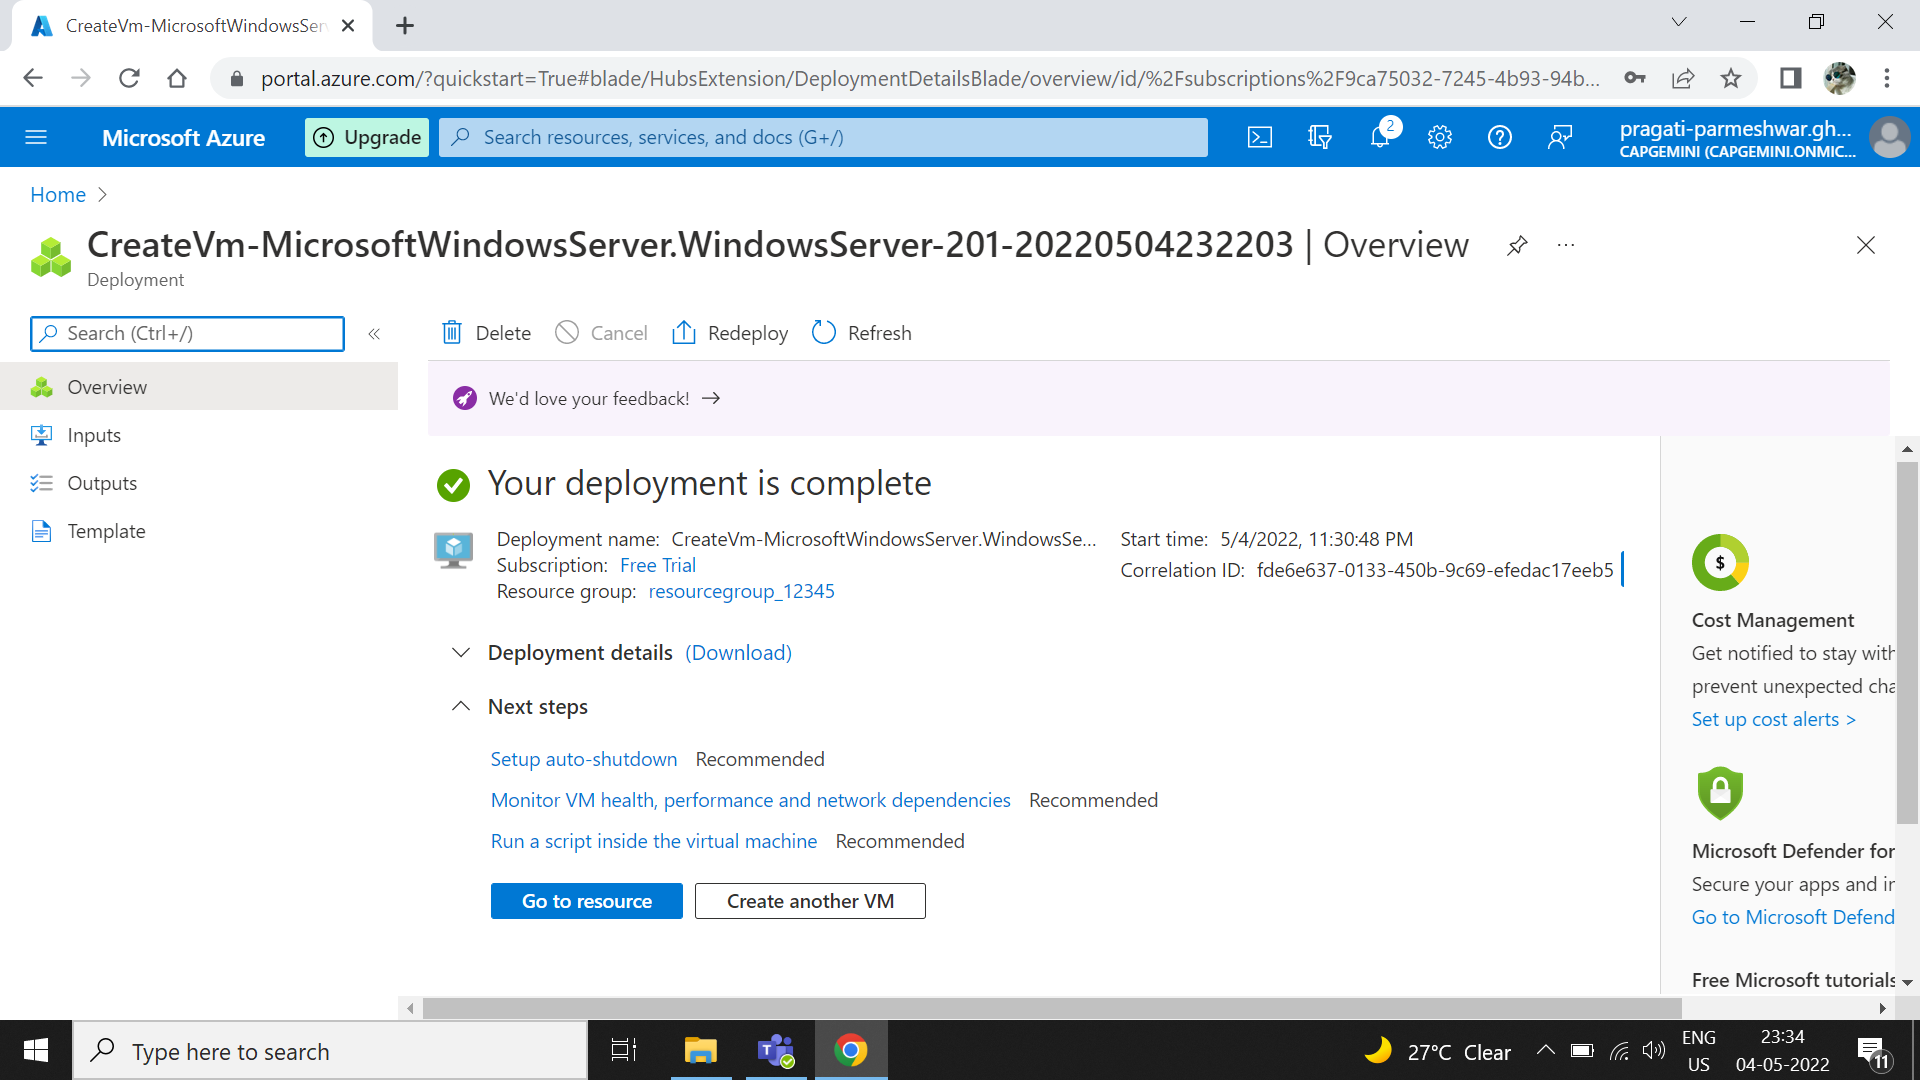 CreateVm-MicrosoftWindowsSer
portal.azure.com/?quickstart=True#blade/HubsExtension/DeploymentDetailsBlade/overview/id/%2Fsubscriptions%2F9ca75032-7245-4b93-94b...
Microsoft Azure
Upgrade
Search resources, services, and docs (G+/)
2
pragati-parmeshwar.gh...
CAPGEMINI (CAPGEMINI.ONMIC...
Home
CreateVm-MicrosoftWindowsServer.WindowsServer-201-20220504232203 | Overview
...
Deployment
Search (Ctrl+/)
Delete
Cancel
Redeploy
Refresh
Overview
Inputs
Outputs
Template
We'd love your feedback!
Your deployment is complete
Deployment name: CreateVm-MicrosoftWindowsServer.WindowsSe...
Subscription: Free Trial
Resource group: resourcegroup_12345
Start time: 5/4/2022, 11:30:48 PM
Correlation ID: fde6e637-0133-450b-9c69-efedac17eeb5
Deployment details (Download)
Next steps
Setup auto-shutdown Recommended
Monitor VM health, performance and network dependencies Recommended
Run a script inside the virtual machine Recommended
Go to resource
Create another VM
$
Cost Management
Get notified to stay with
prevent unexpected cha
Set up cost alerts >
Microsoft Defender for
Secure your apps and in
Go to Microsoft Defend
Free Microsoft tutorials
Type here to search
27°C Clear
ENG
US
23:34
04-05-2022
11